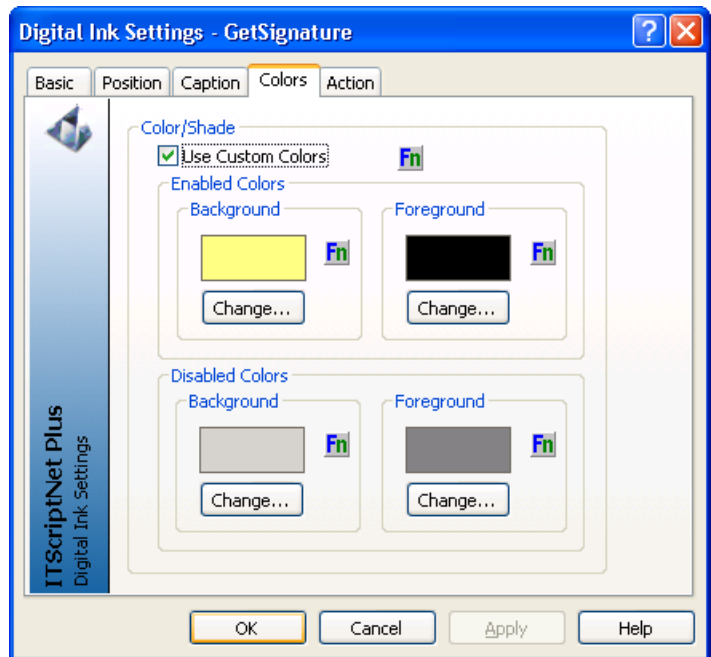 Digital Ink Settings - GetSignature
?
Basic Position Caption Colors Action
Color/Shade
Use Custom Colors Fn
Enabled Colors
Background Foreground
Fn Fn
Change... Change...
Disabled Colors
Background Foreground
Fn Fn
Change... Change...
ITScriptNet Plus
Digital Ink Settings
OK Cancel Apply Help